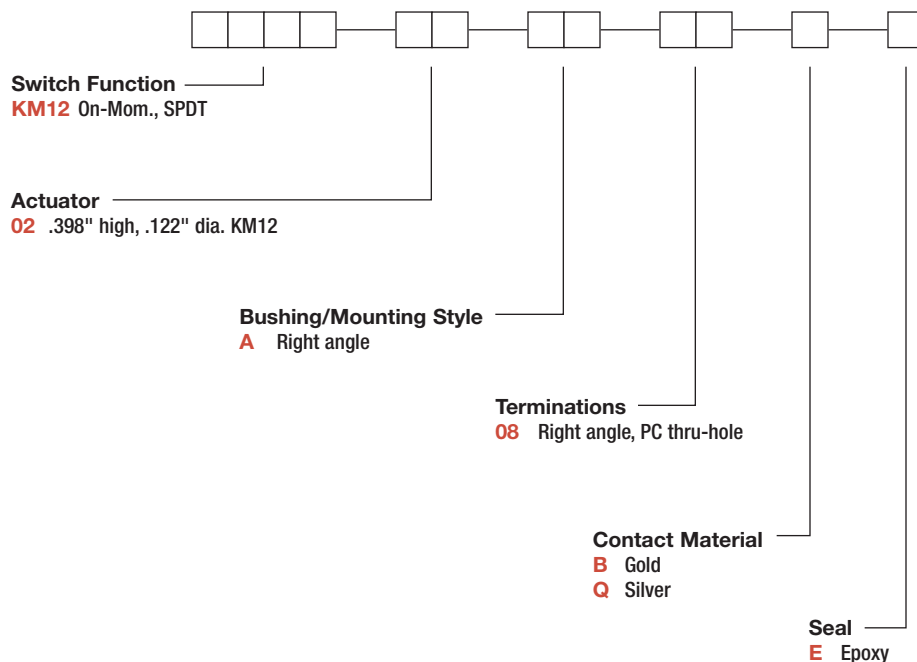 Switch Function
KM12 On-Mom., SPDT
Actuator
02 .398" high, .122" dia. KM12
Bushing/Mounting Style
A Right angle
Terminations
08 Right angle, PC thru-hole
Contact Material
B Gold
Q Silver
Seal
E Epoxy